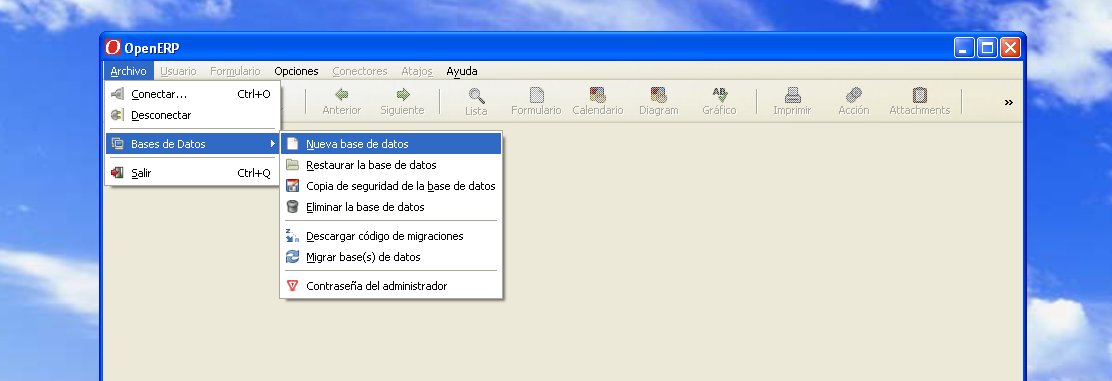 OpenERP
Archivo Usuario Formulario Opciones Conectores Atajos Ayuda
Conectar... Ctrl+O
Desconectar
Bases de Datos
Salir Ctrl+Q
Anterior Siguiente Lista Formulario Calendario Diagram Gráfico Imprimir Acción Attachments »
Nueva base de datos
Restaurar la base de datos
Copia de seguridad de la base de datos
Eliminar la base de datos
Descargar código de migraciones
Migrar base(s) de datos
Contraseña del administrador